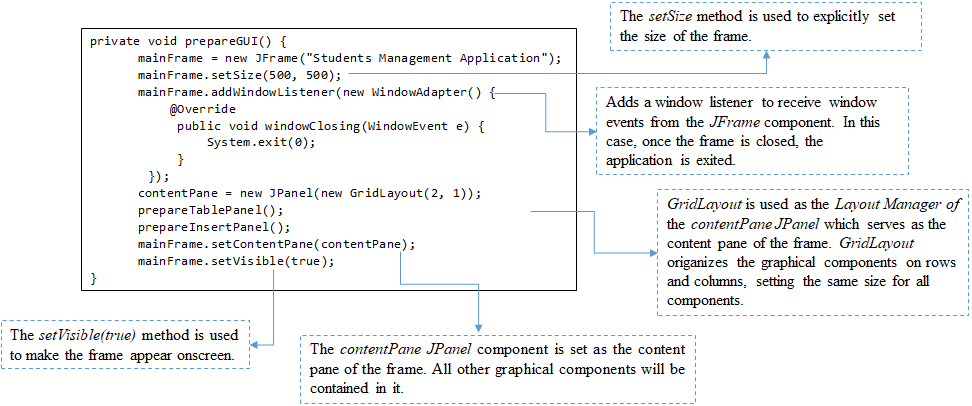 The setSize method is used to explicitly set
the size of the frame.
private void prepareGUI() {
mainFrame = new JFrame("Students Management Application");
mainFrame.setSize(500, 500);
mainFrame.addWindowListener(new WindowAdapter() {
@Override
public void windowClosing(WindowEvent e) {
System.exit(0);
}
});
contentPane = new JPanel(new GridLayout(2, 1));
prepareTablePanel();
prepareInsertPanel();
mainFrame.setContentPane(contentPane);
mainFrame.setVisible(true);
}
Adds a window listener to receive window
events from the JFrame component. In this
case, once the frame is closed, the
application is exited.
GridLayout is used as the Layout Manager of
the contentPane JPanel which serves as the
content pane of the frame. GridLayout
origanizes the graphical components on rows
and columns, setting the same size for all
components.
The setVisible(true) method is used
to make the frame appear onscreen.
The contentPane JPanel component is set as the content
pane of the frame. All other graphical components will be
contained in it.